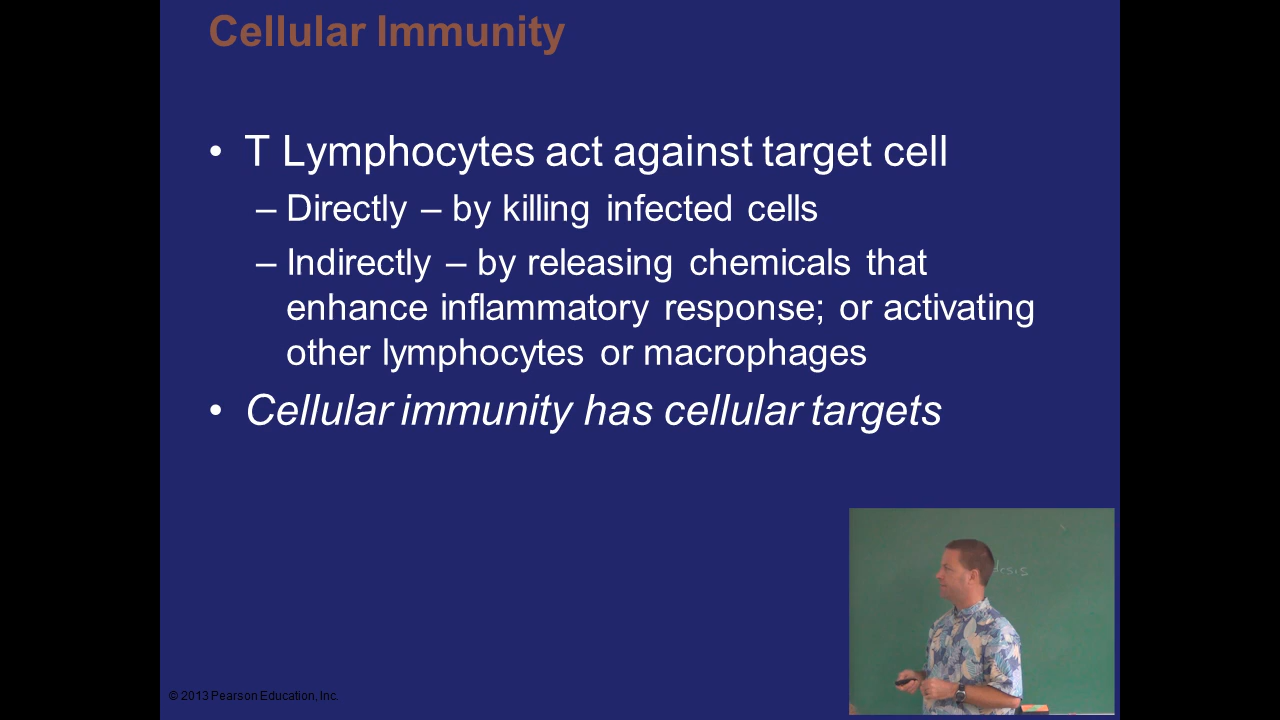 Cellular Immunity
• T Lymphocytes act against target cell
– Directly – by killing infected cells
– Indirectly – by releasing chemicals that
enhance inflammatory response; or activating
other lymphocytes or macrophages
• Cellular immunity has cellular targets
© 2013 Pearson Education, Inc.